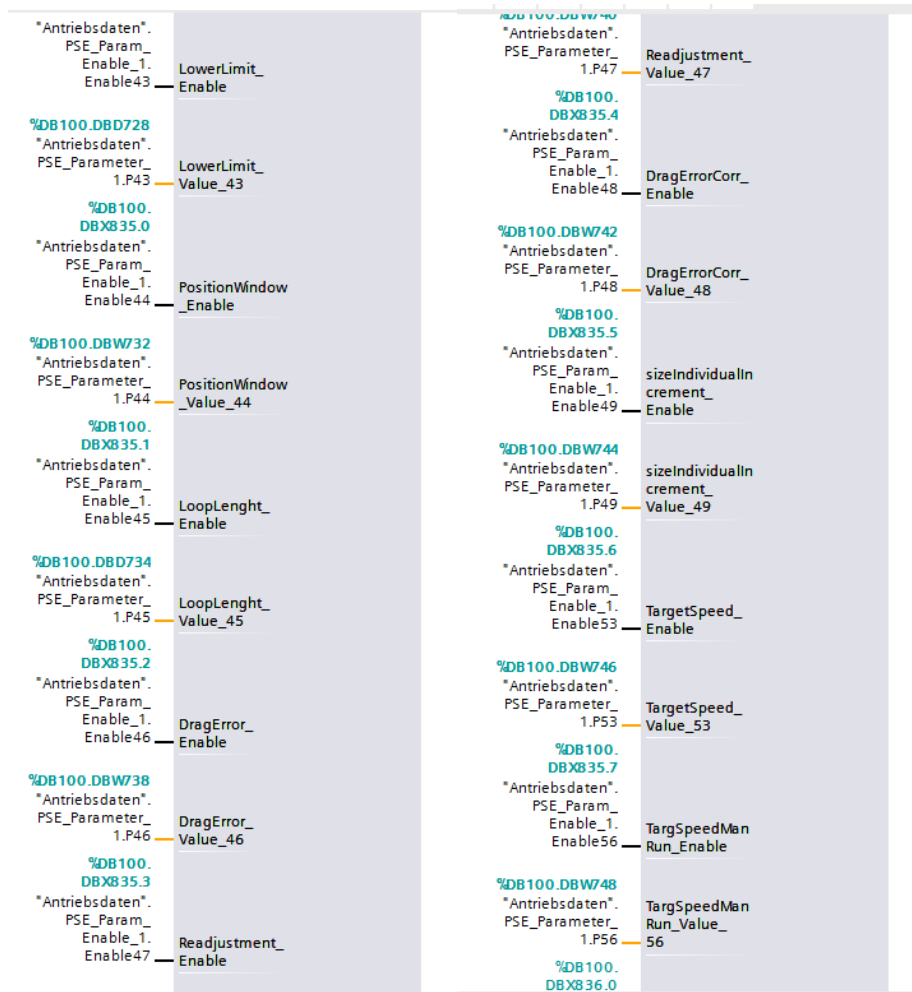 "Antriebsdaten".
PSE_Param_
Enable_1.
Enable43
LowerLimit_
Enable
%DB100.DBD728
"Antriebsdaten".
PSE_Parameter_
1.P43
LowerLimit_
Value_43
%DB100.
DBX835.0
"Antriebsdaten".
PSE_Param_
Enable_1.
Enable44
PositionWindow
_Enable
%DB100.DBW732
"Antriebsdaten".
PSE_Parameter_
1.P44
PositionWindow
_Value_44
%DB100.
DBX835.1
"Antriebsdaten".
PSE_Param_
Enable_1.
Enable45
LoopLenght_
Enable
%DB100.DBD734
"Antriebsdaten".
PSE_Parameter_
1.P45
LoopLenght_
Value_45
%DB100.
DBX835.2
"Antriebsdaten".
PSE_Param_
Enable_1.
Enable46
DragError_
Enable
%DB100.DBW738
"Antriebsdaten".
PSE_Parameter_
1.P46
DragError_
Value_46
%DB100.
DBX835.3
"Antriebsdaten".
PSE_Param_
Enable_1.
Enable47
Readjustment_
Enable
%DB100.DBW740
"Antriebsdaten".
PSE_Parameter_
1.P47
Readjustment_
Value_47
%DB100.
DBX835.4
"Antriebsdaten".
PSE_Param_
Enable_1.
Enable48
DragErrorCorr_
Enable
%DB100.DBW742
"Antriebsdaten".
PSE_Parameter_
1.P48
DragErrorCorr_
Value_48
%DB100.
DBX835.5
"Antriebsdaten".
PSE_Param_
Enable_1.
Enable49
sizeIndividualIn
crement_
Enable
%DB100.DBW744
"Antriebsdaten".
PSE_Parameter_
1.P49
sizeIndividualIn
crement_
Value_49
%DB100.
DBX835.6
"Antriebsdaten".
PSE_Param_
Enable_1.
Enable53
TargetSpeed_
Enable
%DB100.DBW746
"Antriebsdaten".
PSE_Parameter_
1.P53
TargetSpeed_
Value_53
%DB100.
DBX835.7
"Antriebsdaten".
PSE_Param_
Enable_1.
Enable56
TargSpeedMan
Run_Enable
%DB100.DBW748
"Antriebsdaten".
PSE_Parameter_
1.P56
TargSpeedMan
Run_Value_
56
%DB100.
DBX836.0